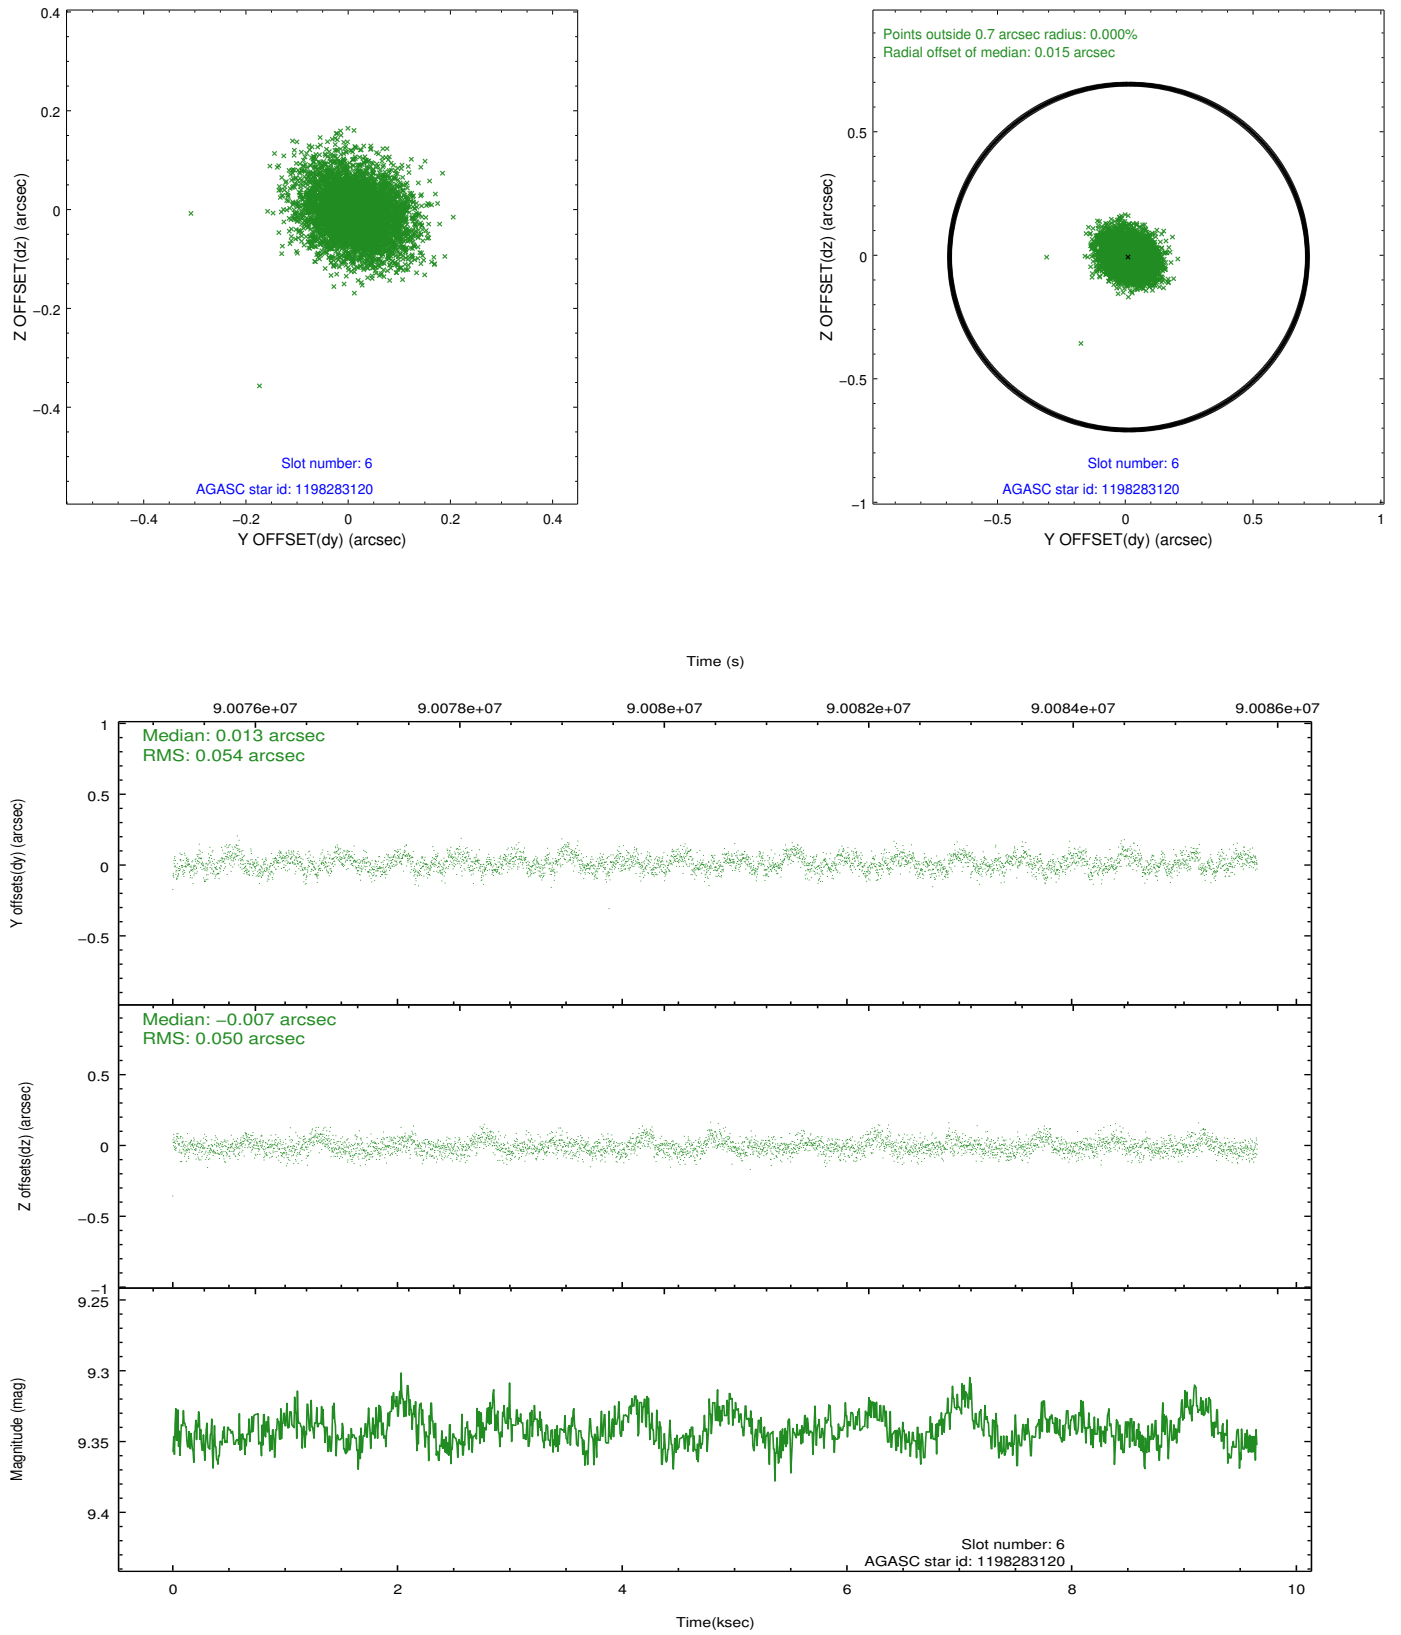 0.4
0.2
0
−0.2
−0.4
Z OFFSET(dz) (arcsec)
Slot number: 6
AGASC star id: 1198283120
−0.4 −0.2 0 0.2 0.4
Y OFFSET(dy) (arcsec)
Points outside 0.7 arcsec radius: 0.000%
Radial offset of median: 0.015 arcsec
0.5
0
−0.5
−1
Z OFFSET(dz) (arcsec)
Slot number: 6
AGASC star id: 1198283120
−0.5 0 0.5 1
Y OFFSET(dy) (arcsec)
Time (s)
9.0076e+07 9.0078e+07 9.008e+07 9.0082e+07 9.0084e+07 9.0086e+07
Median: 0.013 arcsec
RMS: 0.054 arcsec
1
0.5
0
−0.5
Y offsets(dy) (arcsec)
Median: −0.007 arcsec
RMS: 0.050 arcsec
0.5
0
−0.5
−1
Z offsets(dz) (arcsec)
9.25
9.3
9.35
9.4
Magnitude (mag)
Slot number: 6
AGASC star id: 1198283120
0 2 4 6 8 10
Time(ksec)